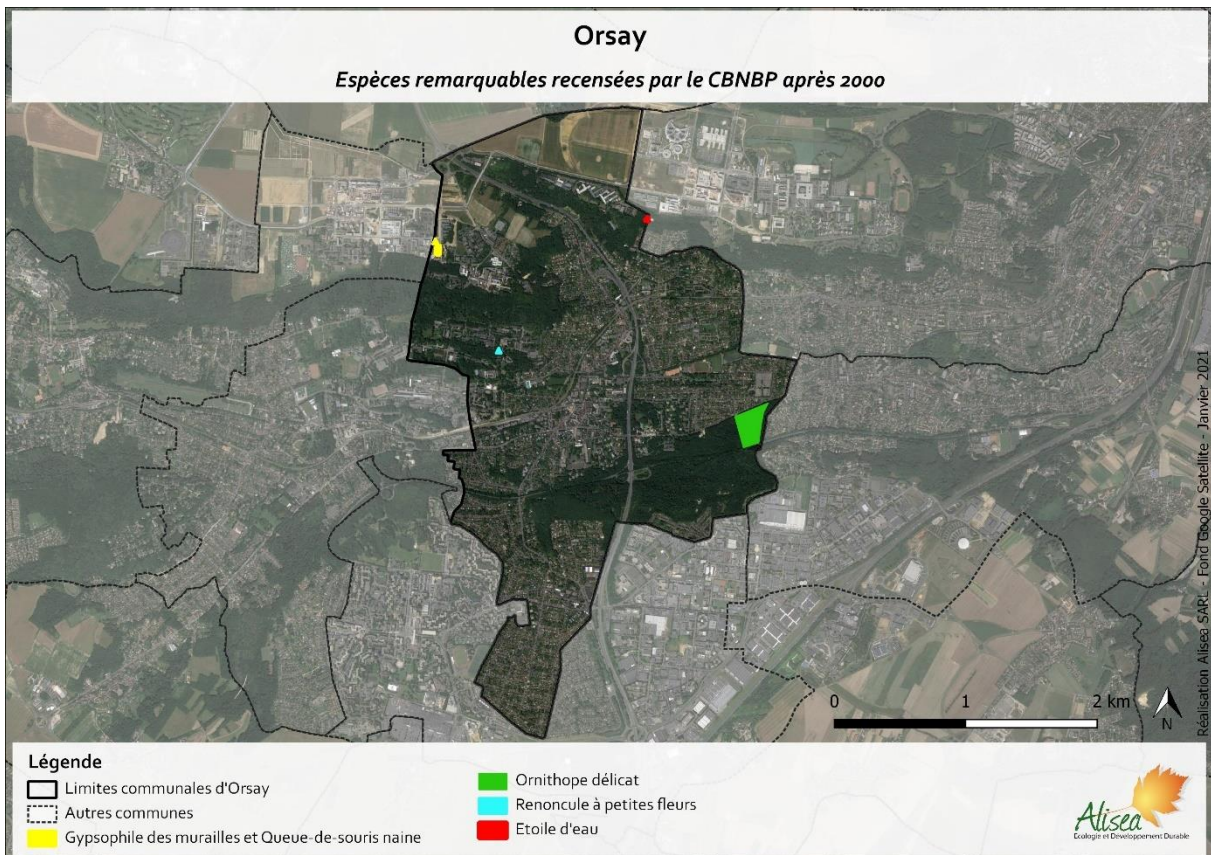 Orsay
Espèces remarquables recensées par le CBNBP après 2000
Réalisation Alisea SARL - Fond Google Satellite - Janvier 2021
0 1 2 km
N
Légende
Limites communales d'Orsay
Autres communes
Gypsophile des murailles et Queue-de-souris naine
Ornithope délicat
Renoncule à petites fleurs
Etoile d'eau
Alisea
Ecologie et Développement Durable